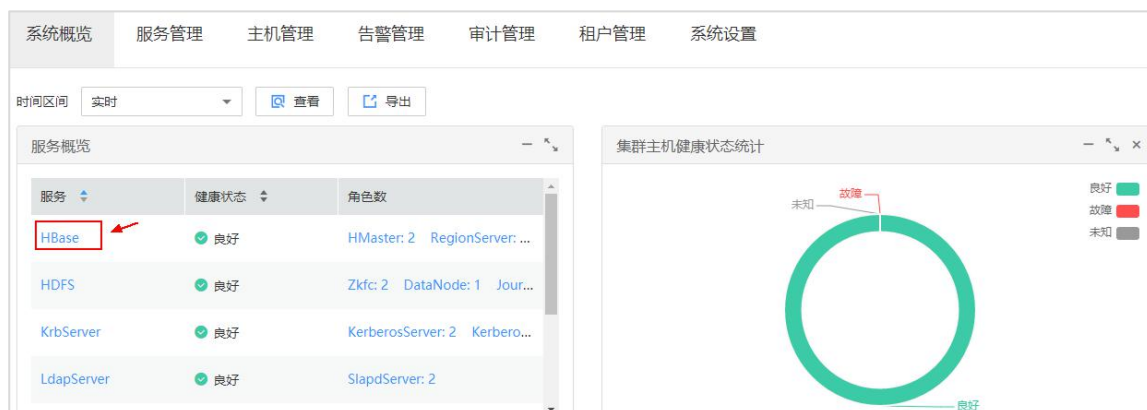 系统概览 服务管理 主机管理 告警管理 审计管理 租户管理 系统设置
时间区间 实时 查看 导出
服务概览
服务 健康状态 角色数
HBase 良好 HMaster: 2 RegionServer: ...
HDFS 良好 Zkfc: 2 DataNode: 1 Jour...
KrbServer 良好 KerberosServer: 2 Kerbero...
LdapServer 良好 SlapdServer: 2
集群主机健康状态统计
故障
未知
良好
良好
故障
未知